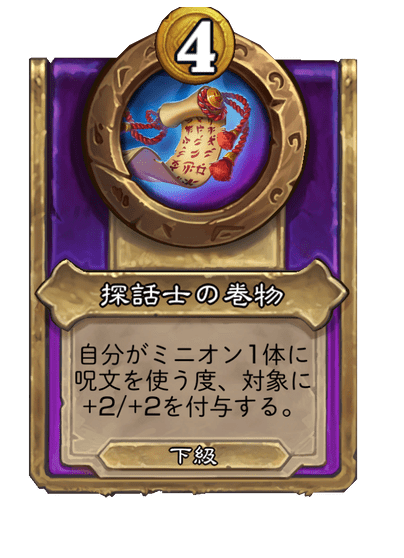 4
探話士の巻物
自分がミニオン1体に
呪文を使う度、対象に
+2/+2を付与する。
下級